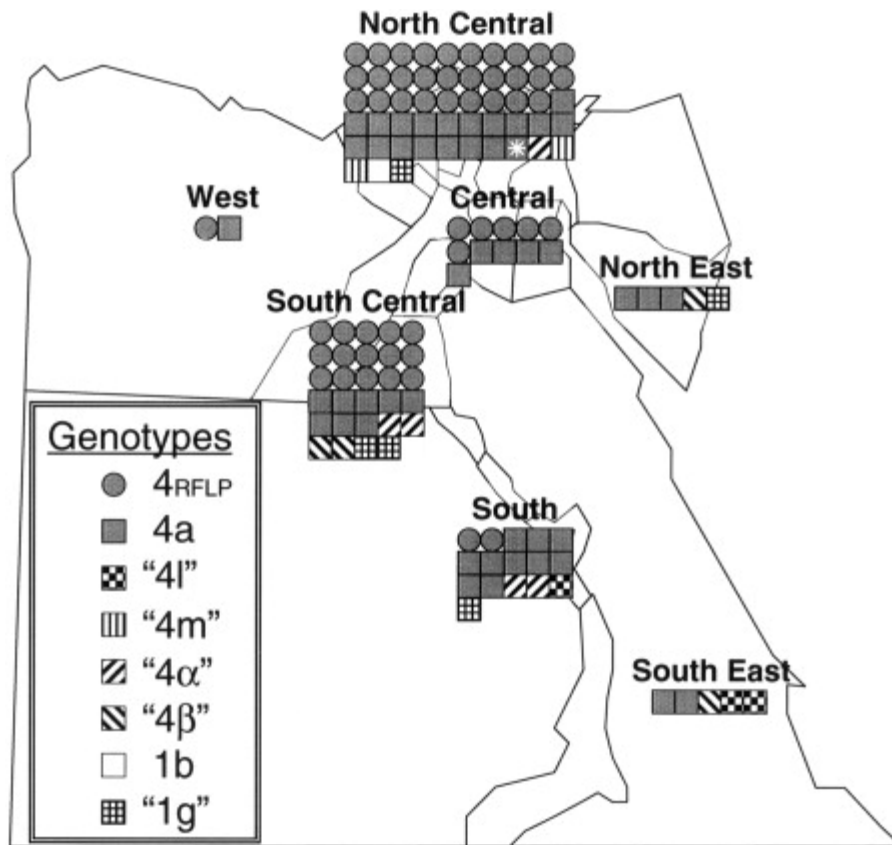 North Central
West
Central
North East
South Central
Genotypes
4RFLP
4a
“4l”
“4m”
“4α”
“4β”
1b
“1g”
South
South East